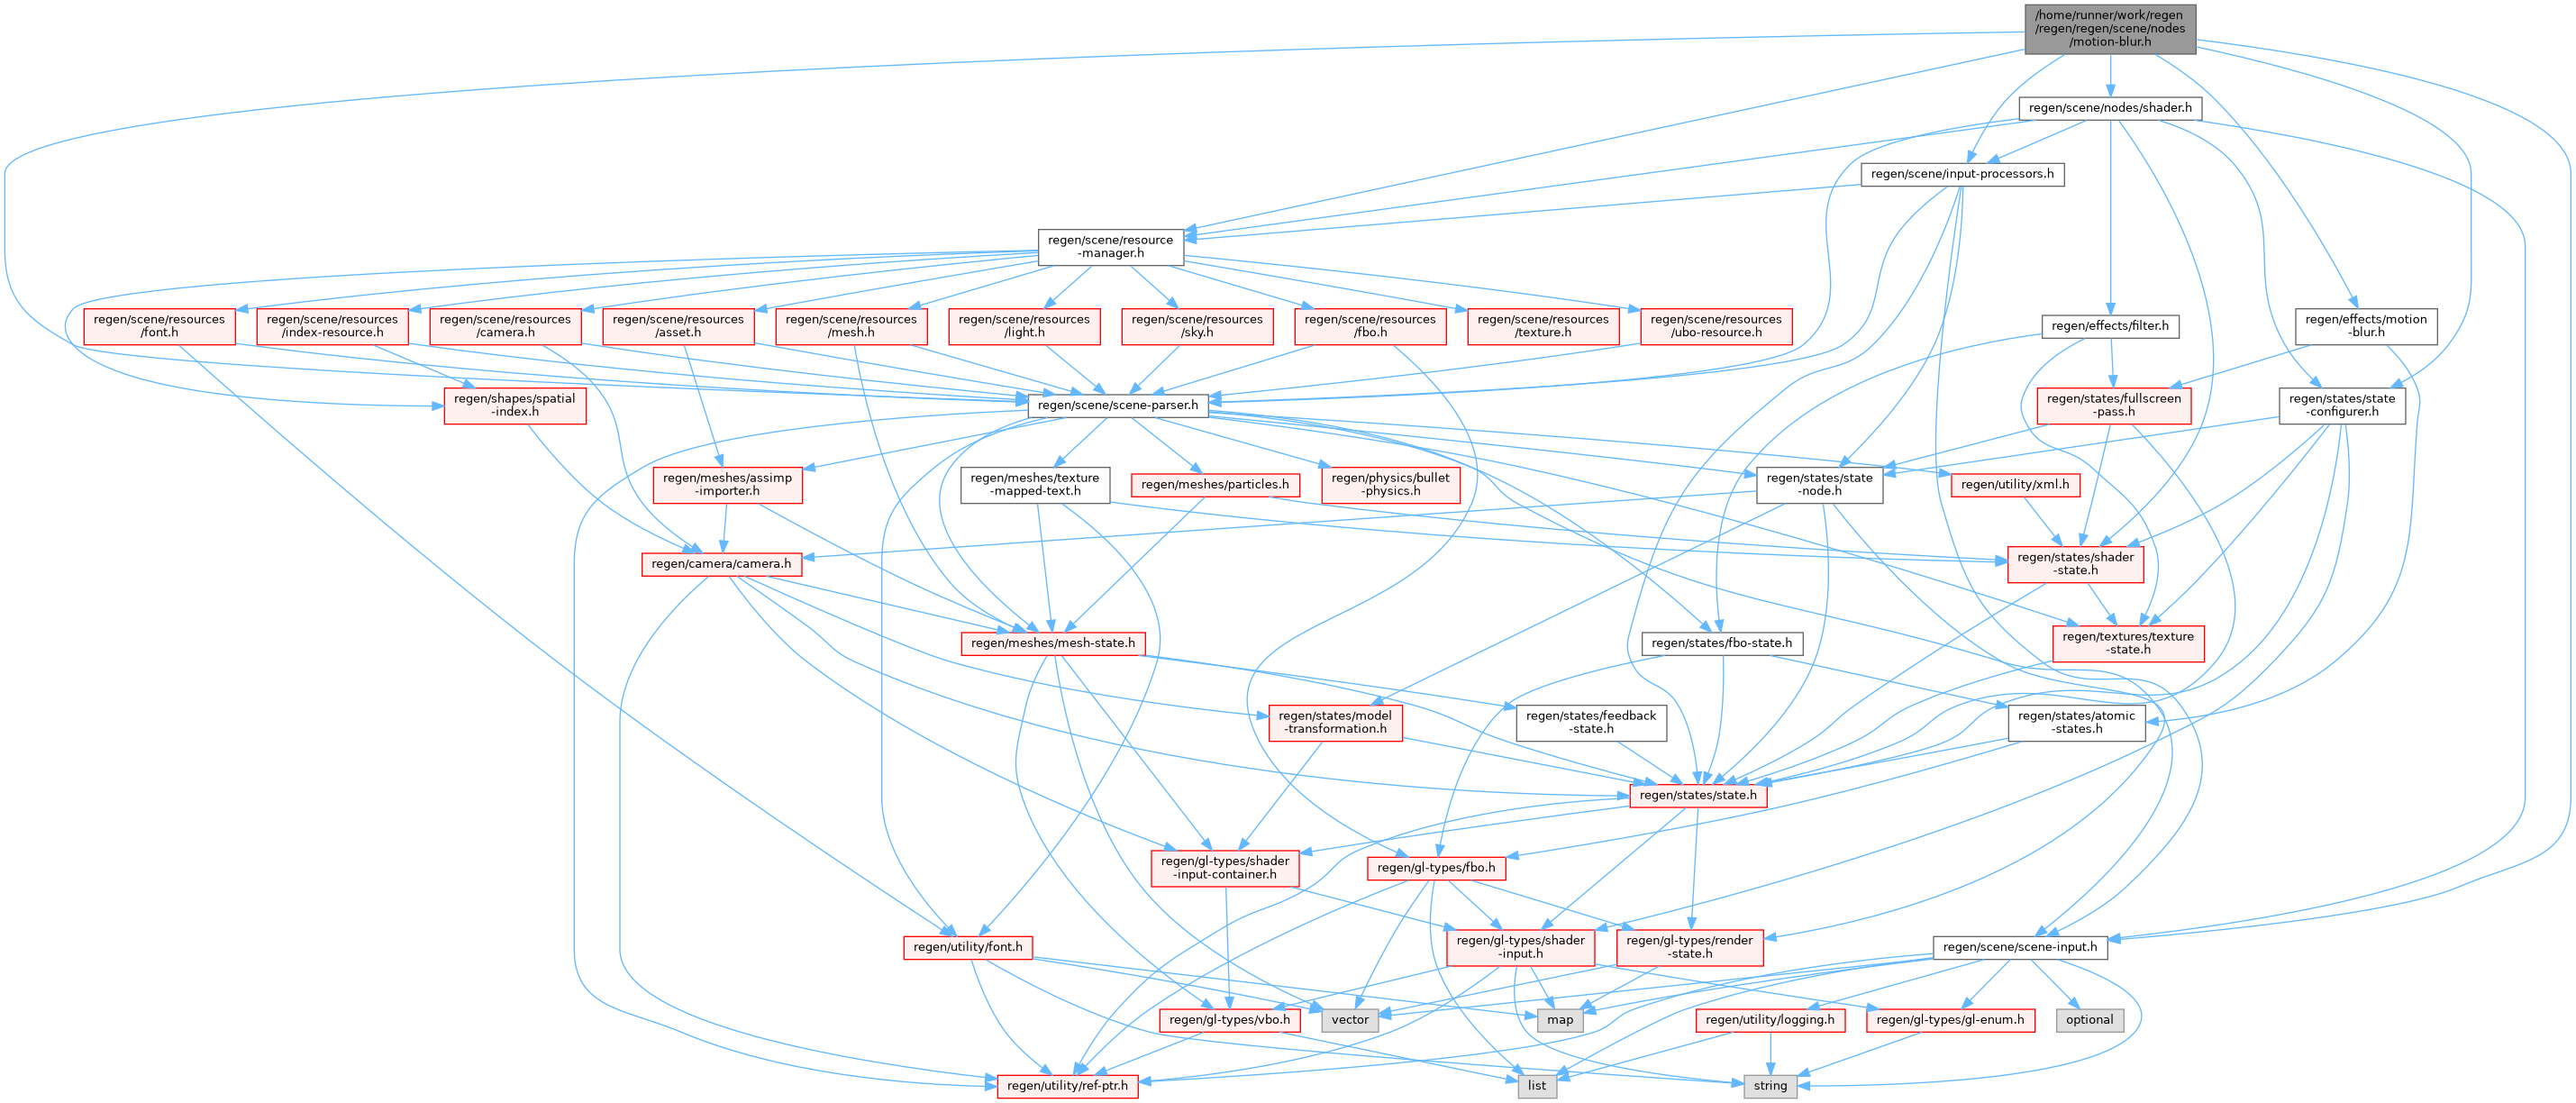 /home/runner/work/regen
/regen/regen/scene/nodes
/motion-blur.h
regen/scene/nodes/shader.h
regen/scene/input-processors.h
regen/scene/resource
-manager.h
regen/scene/resources
/font.h
regen/scene/resources
/index-resource.h
regen/scene/resources
/camera.h
regen/scene/resources
/asset.h
regen/scene/resources
/mesh.h
regen/scene/resources
/light.h
regen/scene/resources
/sky.h
regen/scene/resources
/fbo.h
regen/scene/resources
/texture.h
regen/scene/resources
/ubo-resource.h
regen/effects/filter.h
regen/effects/motion
-blur.h
regen/shapes/spatial
-index.h
regen/scene/scene-parser.h
regen/states/fullscreen
-pass.h
regen/states/state
-configurer.h
regen/meshes/assimp
-importer.h
regen/meshes/texture
-mapped-text.h
regen/meshes/particles.h
regen/physics/bullet
-physics.h
regen/states/state
-node.h
regen/utility/xml.h
regen/camera/camera.h
regen/states/shader
-state.h
regen/meshes/mesh-state.h
regen/states/fbo-state.h
regen/textures/texture
-state.h
regen/states/model
-transformation.h
regen/states/feedback
-state.h
regen/states/atomic
-states.h
regen/states/state.h
regen/gl-types/shader
-input-container.h
regen/gl-types/fbo.h
regen/utility/font.h
regen/gl-types/shader
-input.h
regen/gl-types/render
-state.h
regen/scene/scene-input.h
regen/gl-types/vbo.h
vector
map
regen/utility/logging.h
regen/gl-types/gl-enum.h
optional
regen/utility/ref-ptr.h
list
string